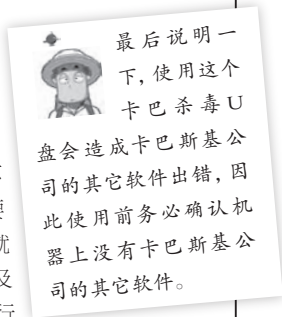 最后说明一
下,使用这个
卡巴杀毒U
盘会造成卡巴斯基公
司的其它软件出错,因
此使用前务必确认机
器上没有卡巴斯基公
司的其它软件。
就
及
行